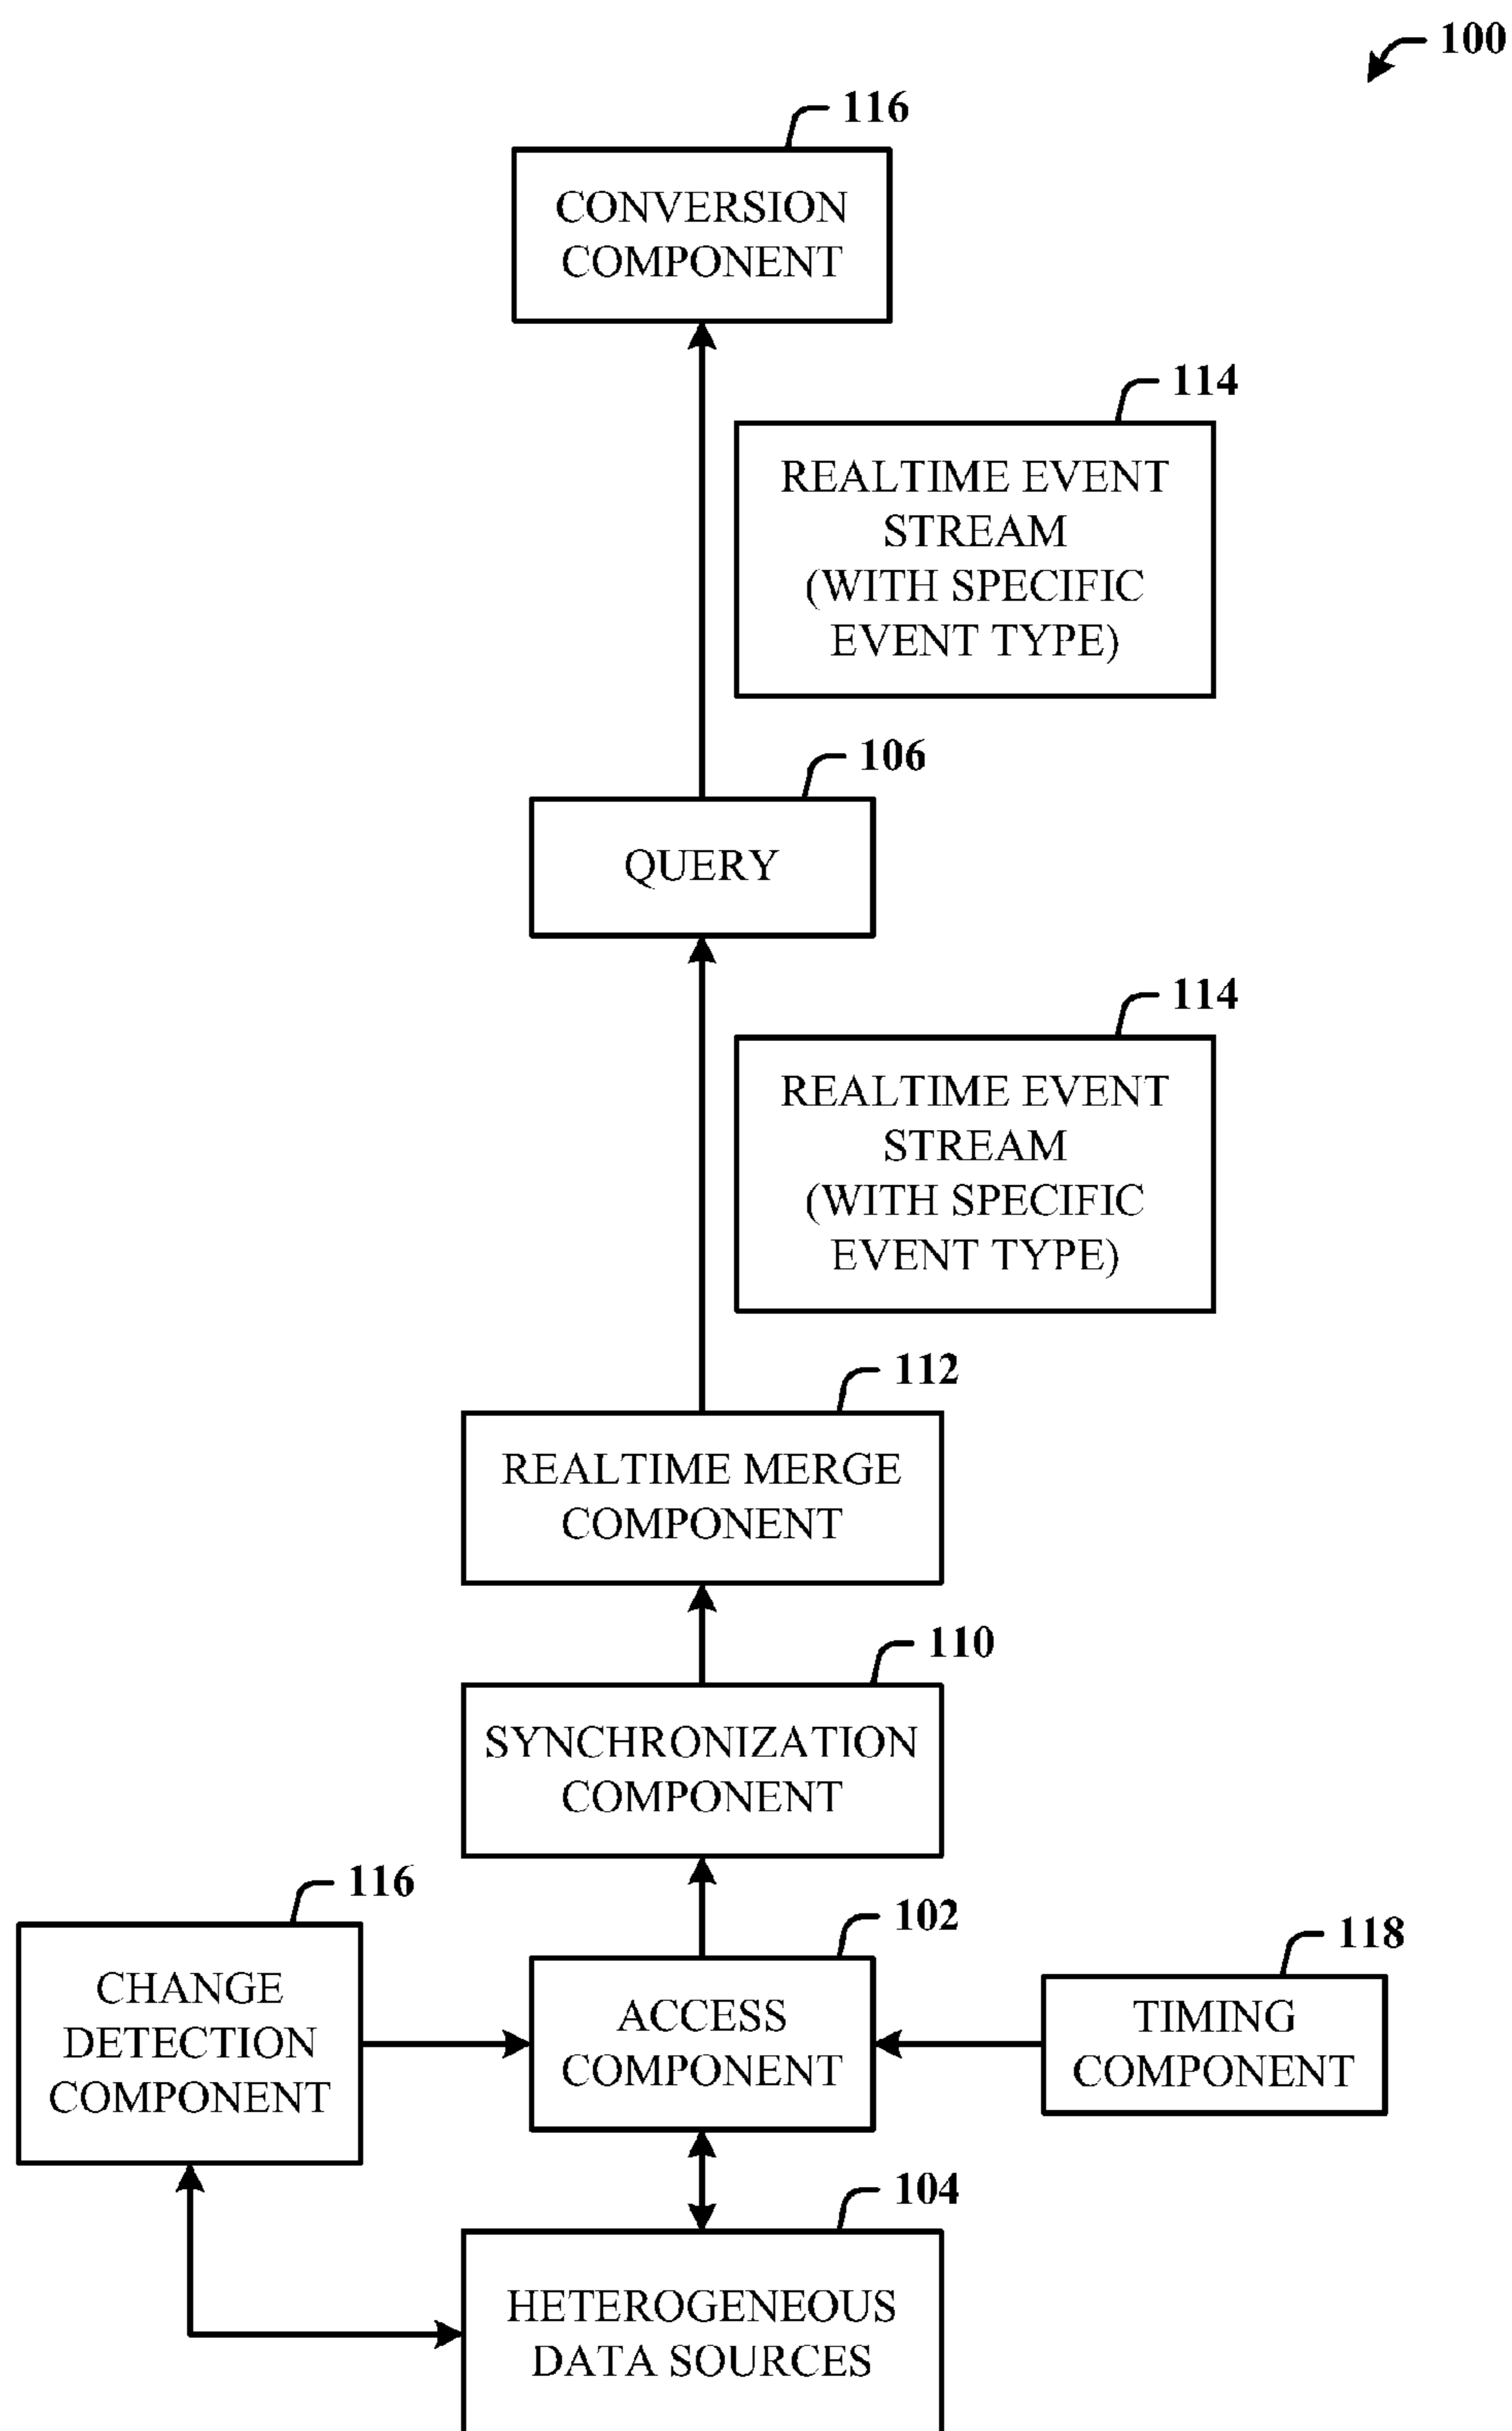 100
116
CONVERSION
COMPONENT
114
REALTIME EVENT
STREAM
(WITH SPECIFIC
EVENT TYPE)
106
QUERY
114
REALTIME EVENT
STREAM
(WITH SPECIFIC
EVENT TYPE)
112
REALTIME MERGE
COMPONENT
110
SYNCHRONIZATION
COMPONENT
116
CHANGE
DETECTION
COMPONENT
102
ACCESS
COMPONENT
118
TIMING
COMPONENT
104
HETEROGENEOUS
DATA SOURCES